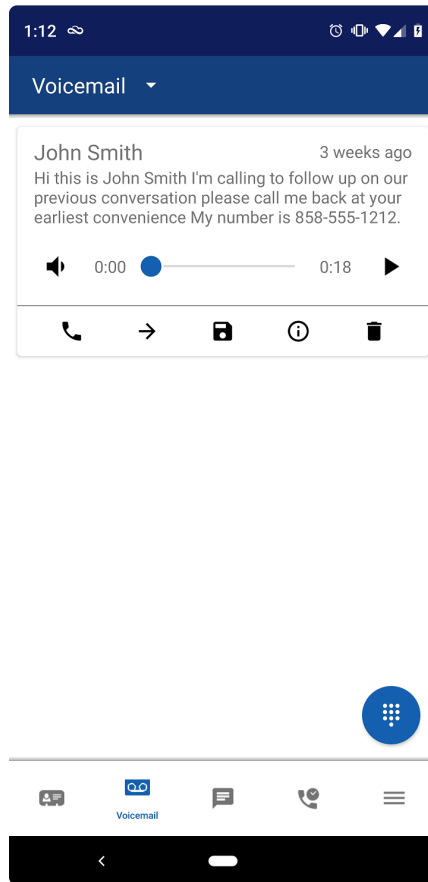 1:12
Voicemail
John Smith
3 weeks ago
Hi this is John Smith I'm calling to follow up on our
previous conversation please call me back at your
earliest convenience My number is 858-555-1212.
0:00
0:18
Voicemail